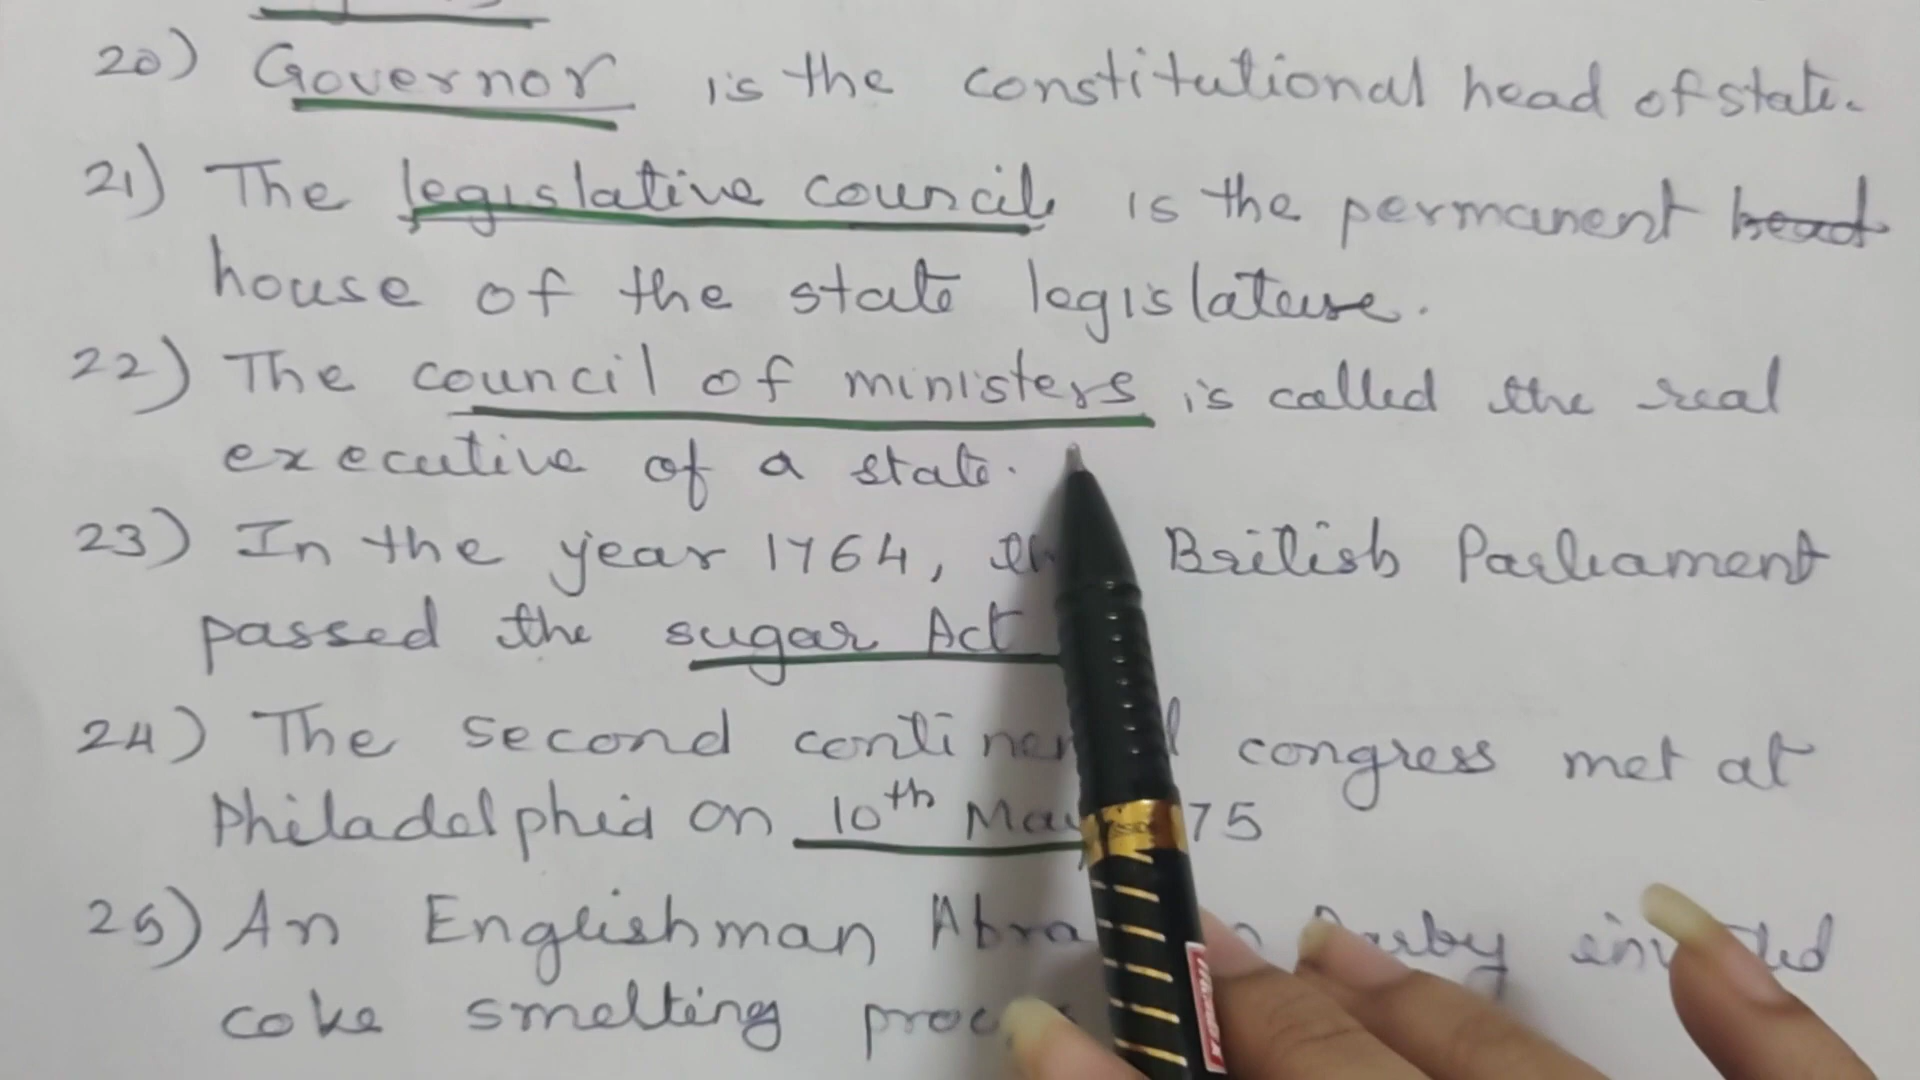 20) Governor is the constitutional head of state.
21) The legislative council is the permanent head
house of the state legislature.
22) The council of ministers is called the real
executive of a state.
23) In the year 1764, British Parliament
passed the sugar Act
24) The second congress met at
Philadelphia on 10th May 75
25) An Englishman
coke smelting